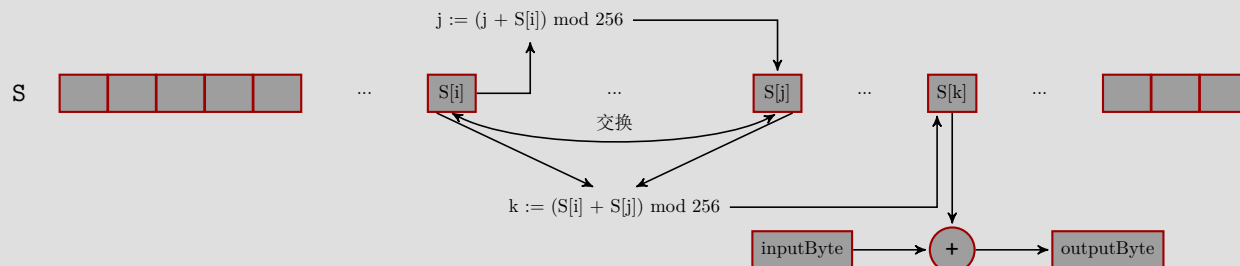 j := (j + S[i]) mod 256
S ... S[i] ... S[j] ... S[k] ...
交换
k := (S[i] + S[j]) mod 256
inputByte + outputByte